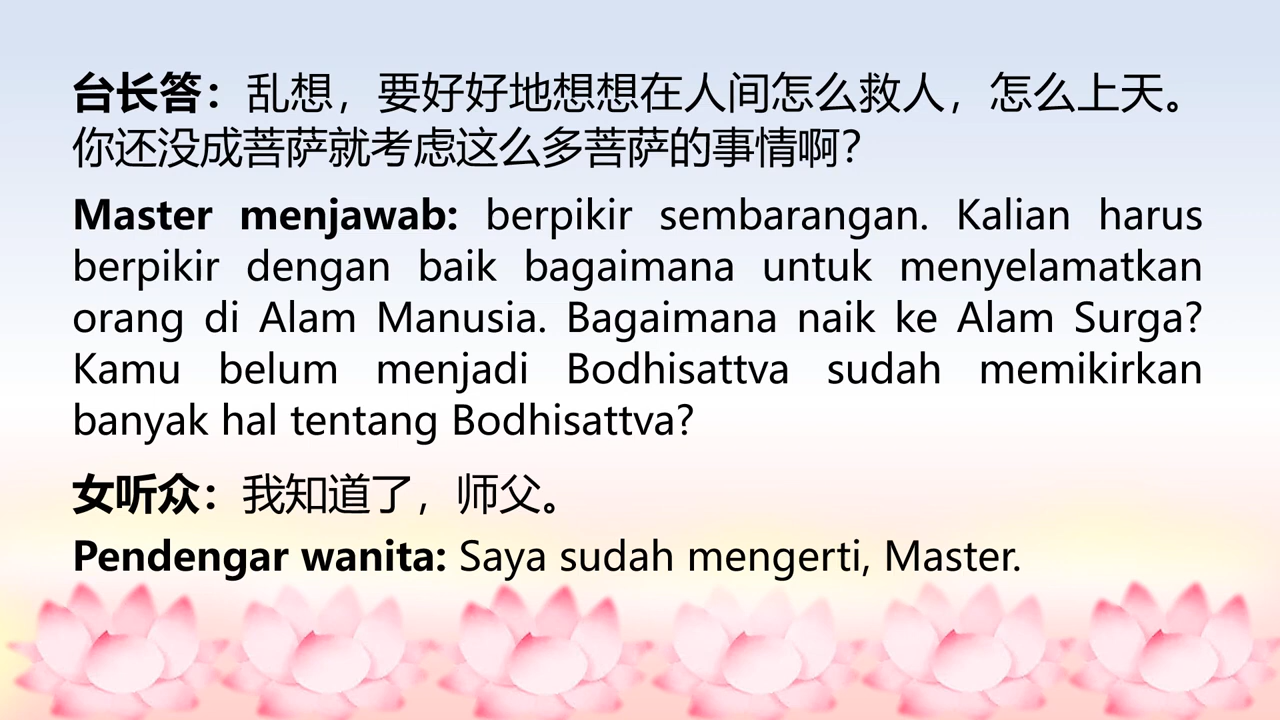 台长答：乱想，要好好地想想在人间怎么救人，怎么上天。
你还没成菩萨就考虑这么多菩萨的事情啊？
Master menjawab: berpikir sembarangan. Kalian harus
berpikir dengan baik bagaimana untuk menyelamatkan
orang di Alam Manusia. Bagaimana naik ke Alam Surga?
Kamu belum menjadi Bodhisattva sudah memikirkan
banyak hal tentang Bodhisattva?
女听众：我知道了，师父。
Pendengar wanita: Saya sudah mengerti, Master.